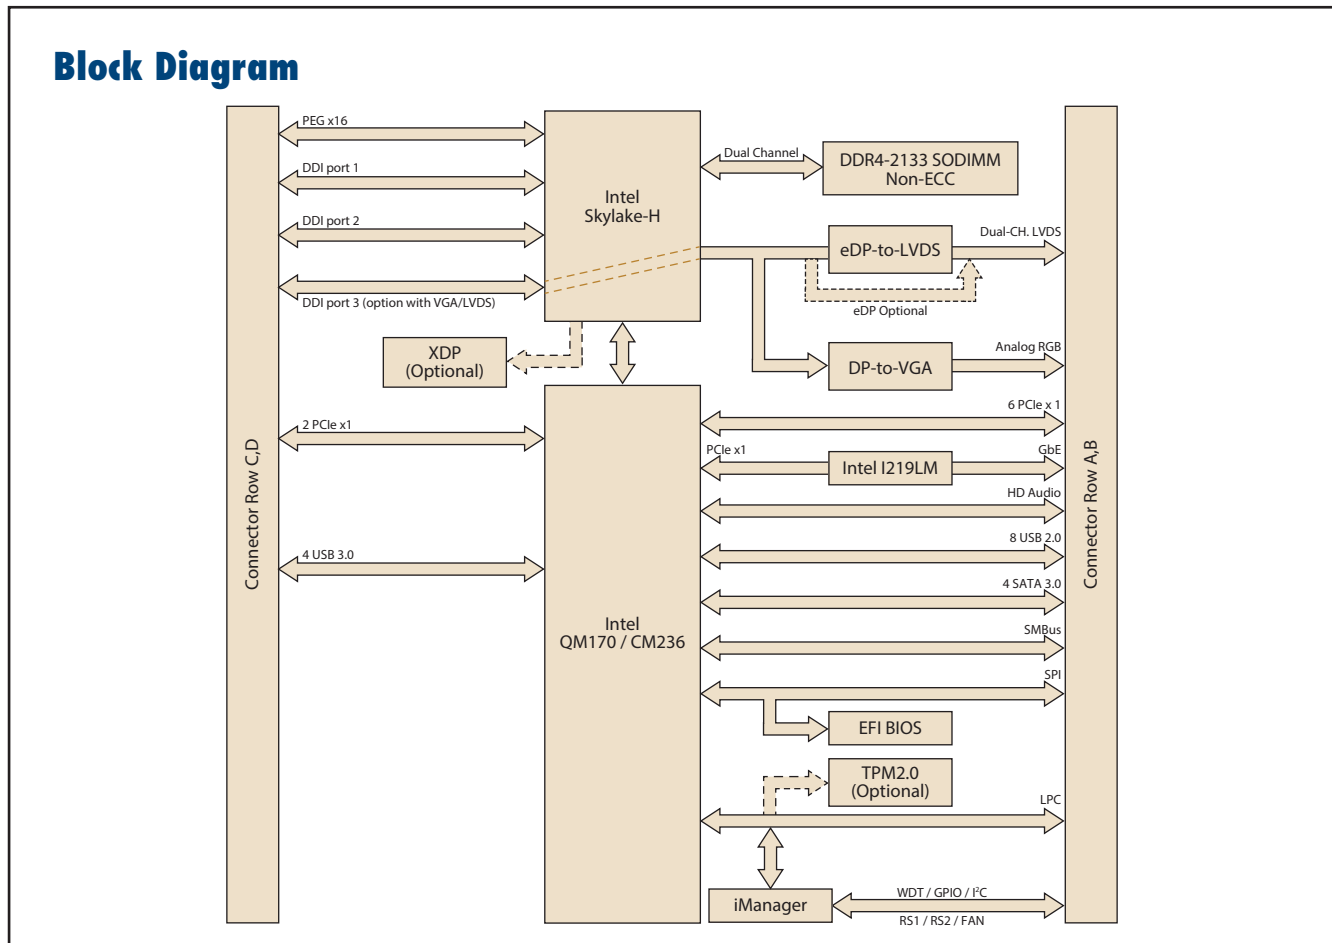 Block Diagram
PEG x16
DDI port 1
DDI port 2
DDI port 3 (option with VGA/LVDS)
Intel
Skylake-H
Dual Channel
DDR4-2133 SODIMM
Non-ECC
eDP-to-LVDS
Dual-CH. LVDS
eDP Optional
DP-to-VGA
Analog RGB
XDP
(Optional)
Connector Row C,D
2 PCIe x1
4 USB 3.0
Intel
QM170 / CM236
6 PCIe x 1
PCIe x1
Intel I219LM
GbE
HD Audio
8 USB 2.0
4 SATA 3.0
SMBus
SPI
EFI BIOS
TPM2.0
(Optional)
LPC
iManager
WDT / GPIO / I²C
RS1 / RS2 / FAN
Connector Row A,B